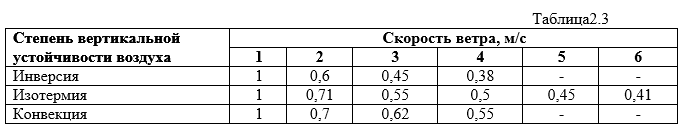 Таблица2.3
Степень вертикальной устойчивости воздуха Скорость ветра, м/с
1 2 3 4 5 6
Инверсия 1 0,6 0,45 0,38 - -
Изотермия 1 0,71 0,55 0,5 0,45 0,41
Конвекция 1 0,7 0,62 0,55 - -